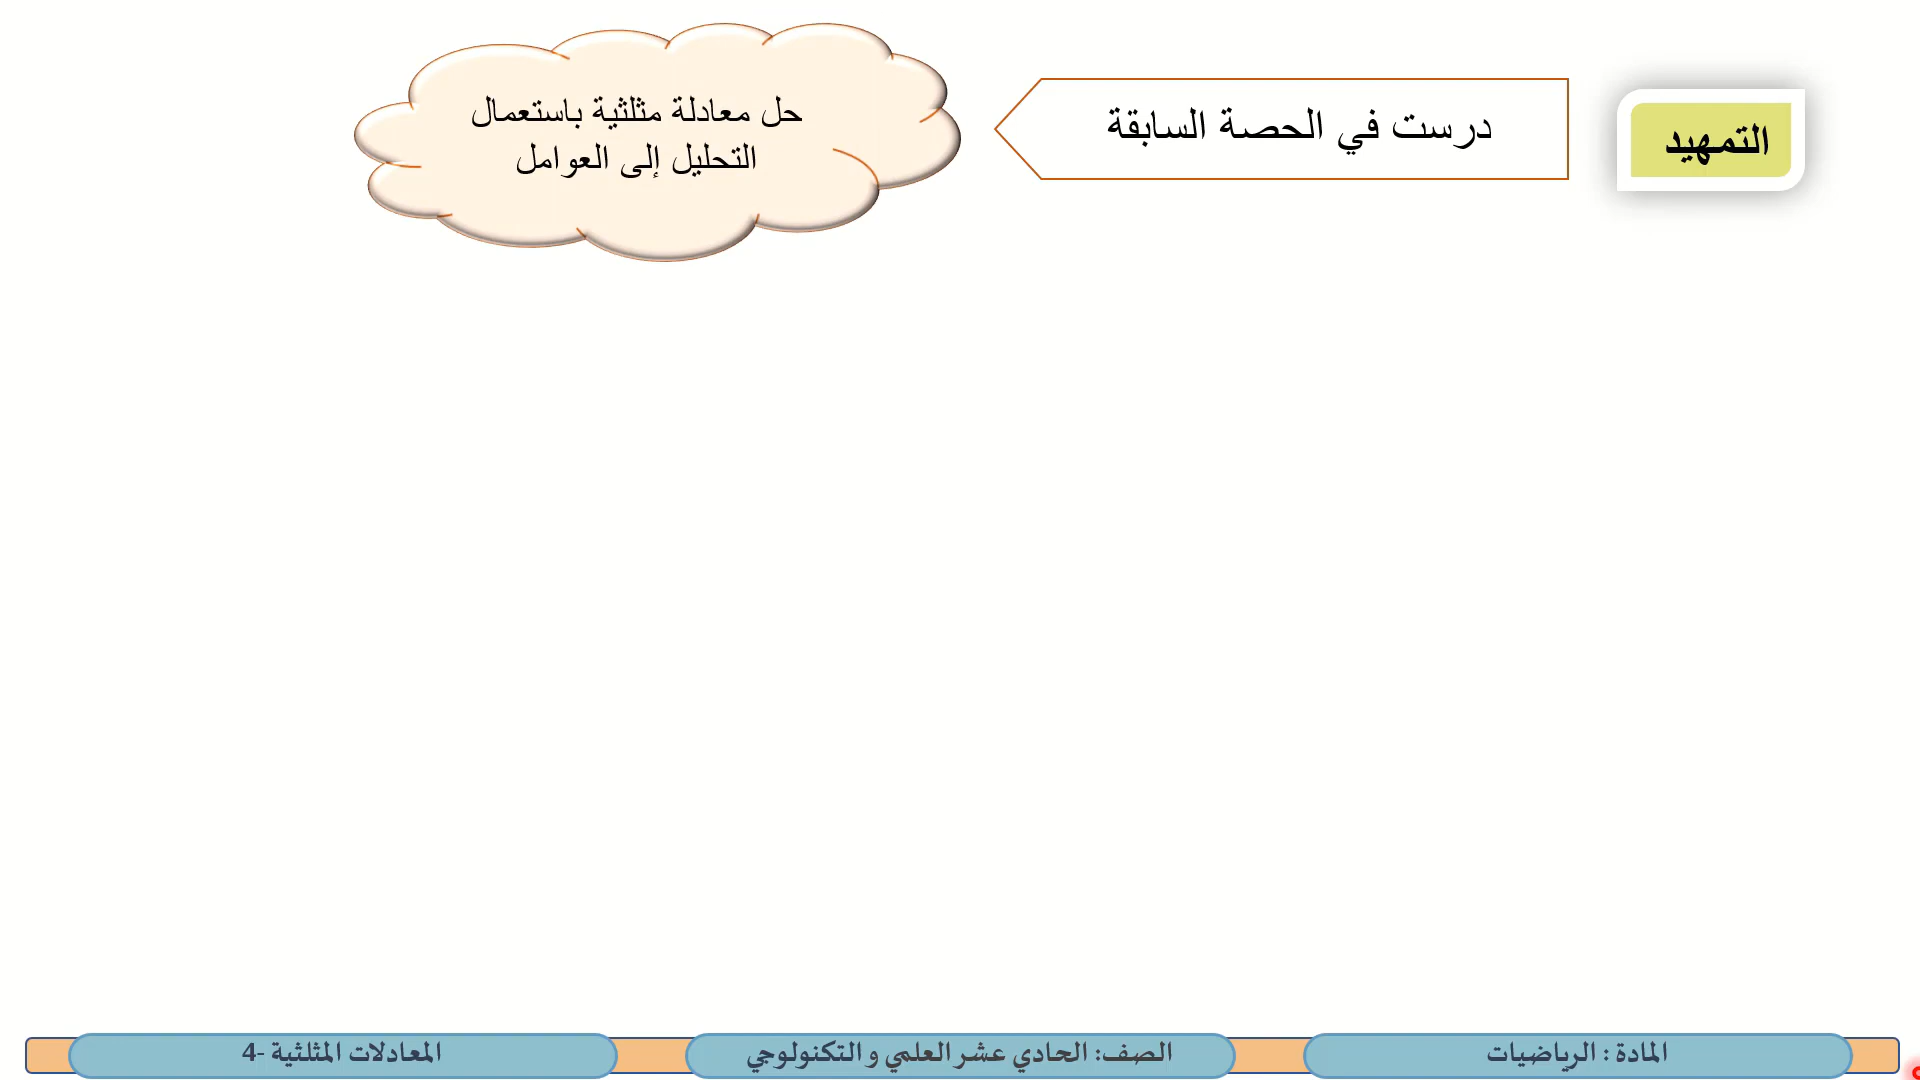 التمهيد
درست في الحصة السابقة
حل معادلة مثلثية باستعمال
التحليل إلى العوامل
المادة : الرياضيات
الصف: الحادي عشر العلمي و التكنولوجي
المعادلات المثلثية -4